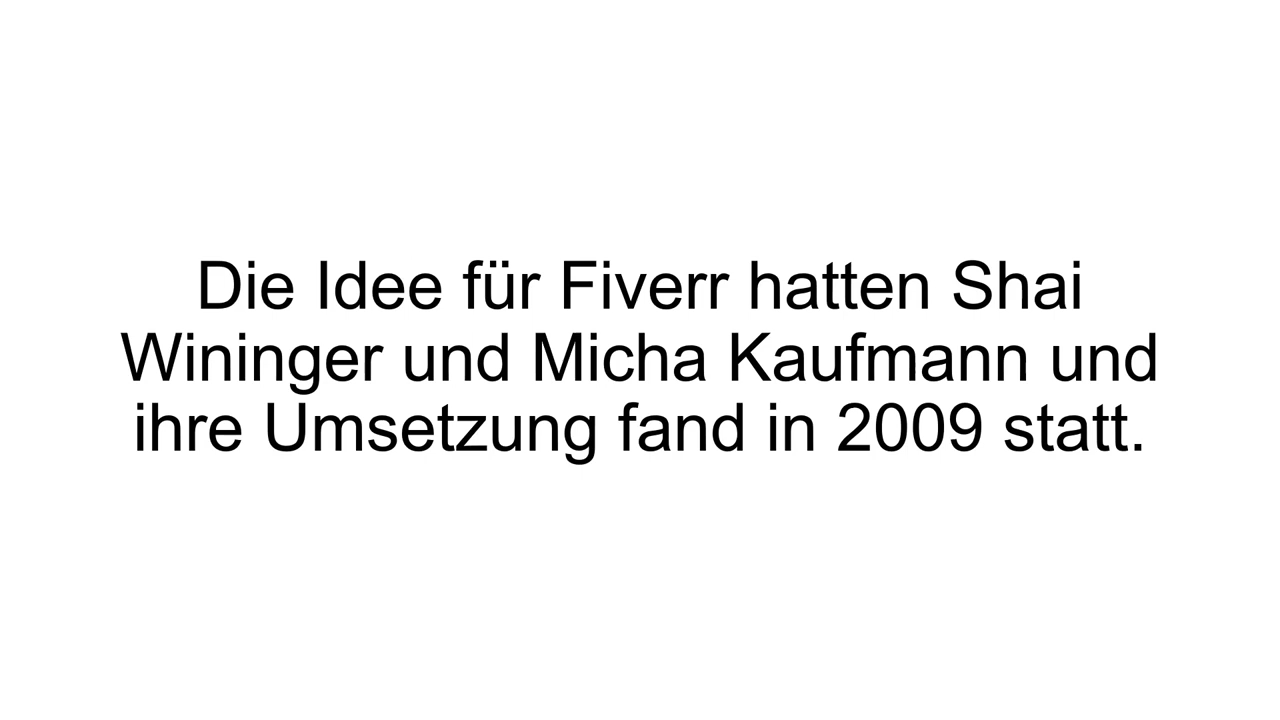 Die Idee für Fiverr hatten Shai
Wininger und Micha Kaufmann und
ihre Umsetzung fand in 2009 statt.